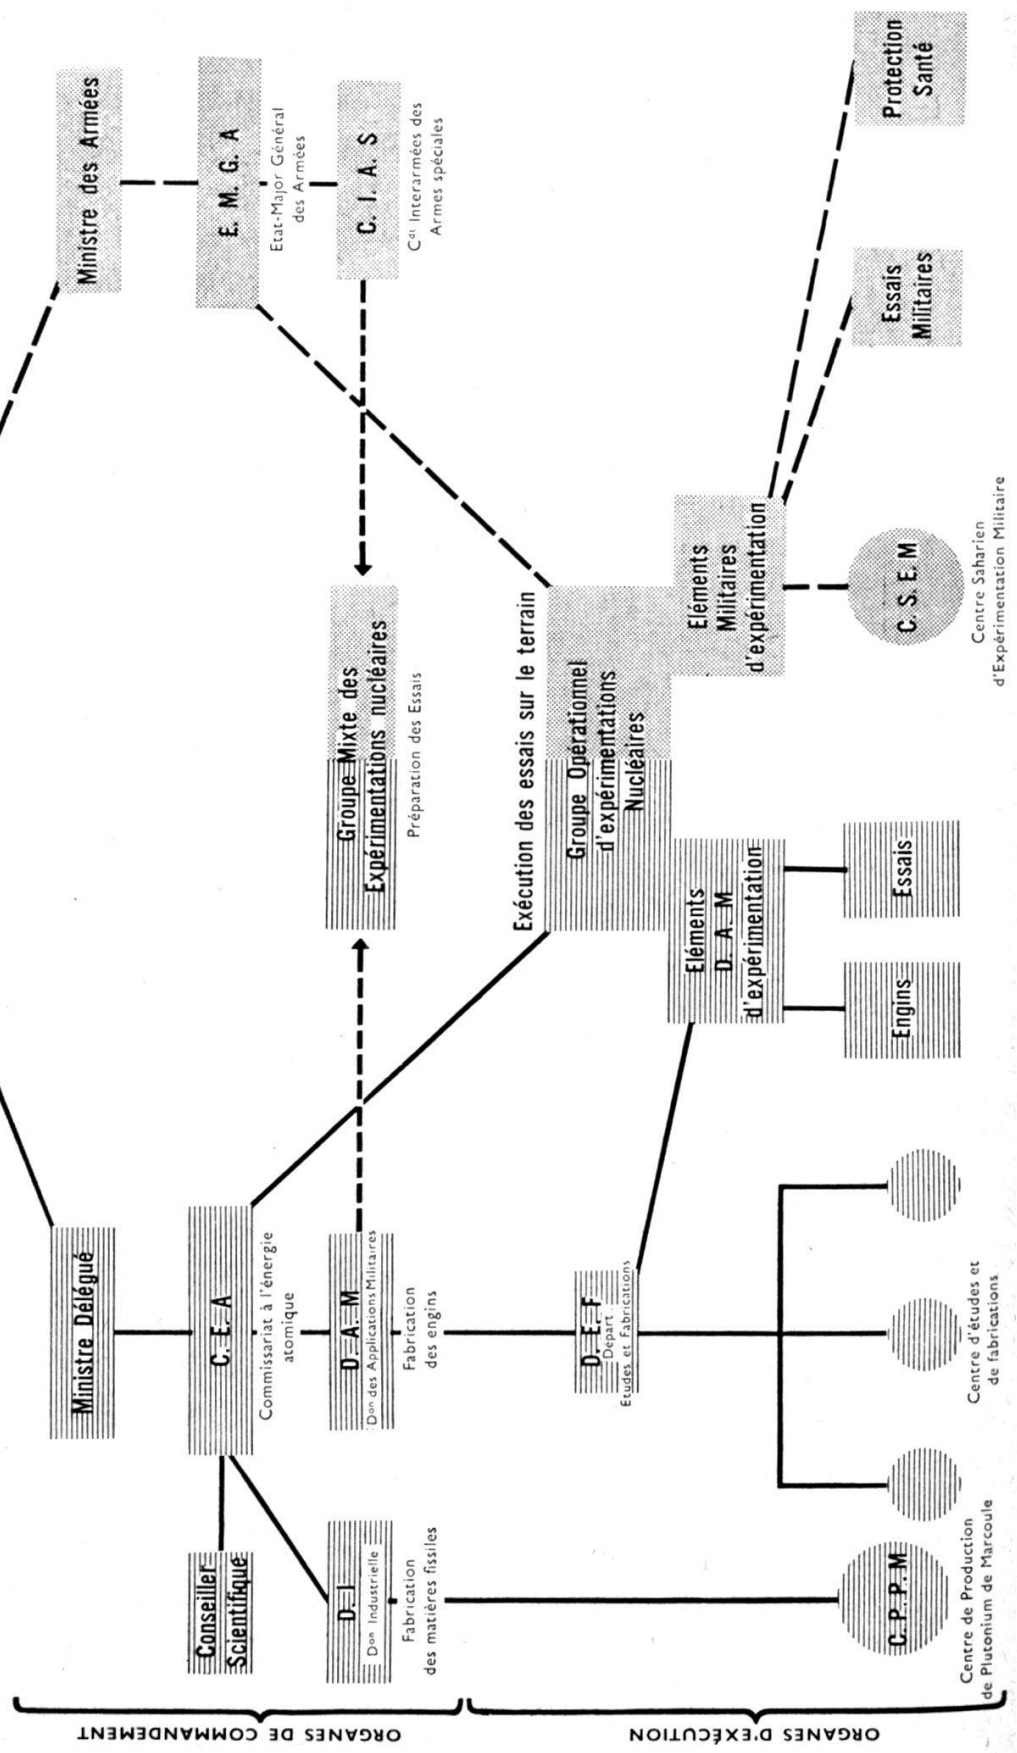 ORGANES DE COMMANDEMENT
Ministre Délégué
Ministre des Armées
Conseiller
Scientifique
C. E. A
Commissariat à l'énergie
atomique
E. M. G. A
Etat-Major Général
des Armées
D. I
Don Industrielle
Fabrication
des matières fissiles
D. A. M
Don des Applications Militaires
Fabrication
des engins
Groupe Mixte des
Expérimentations nucléaires
Préparation des Essais
C. I. A. S
Cdt Interarmées des
Armes spéciales
ORGANES D'EXÉCUTION
Exécution des essais sur le terrain
Groupe Opérationnel
d'expérimentations
Nucléaires
D. E. F
Départ
Etudes et Fabrications
Eléments
D. A. M
d'expérimentation
Eléments
Militaires
d'expérimentation
C. P. P. M
Centre de Production
de Plutonium de Marcoule
Centre d'études et
de fabrications
Engins
Essais
C. S. E. M
Centre Saharien
d'Expérimentation Militaire
Essais
Militaires
Protection
Santé